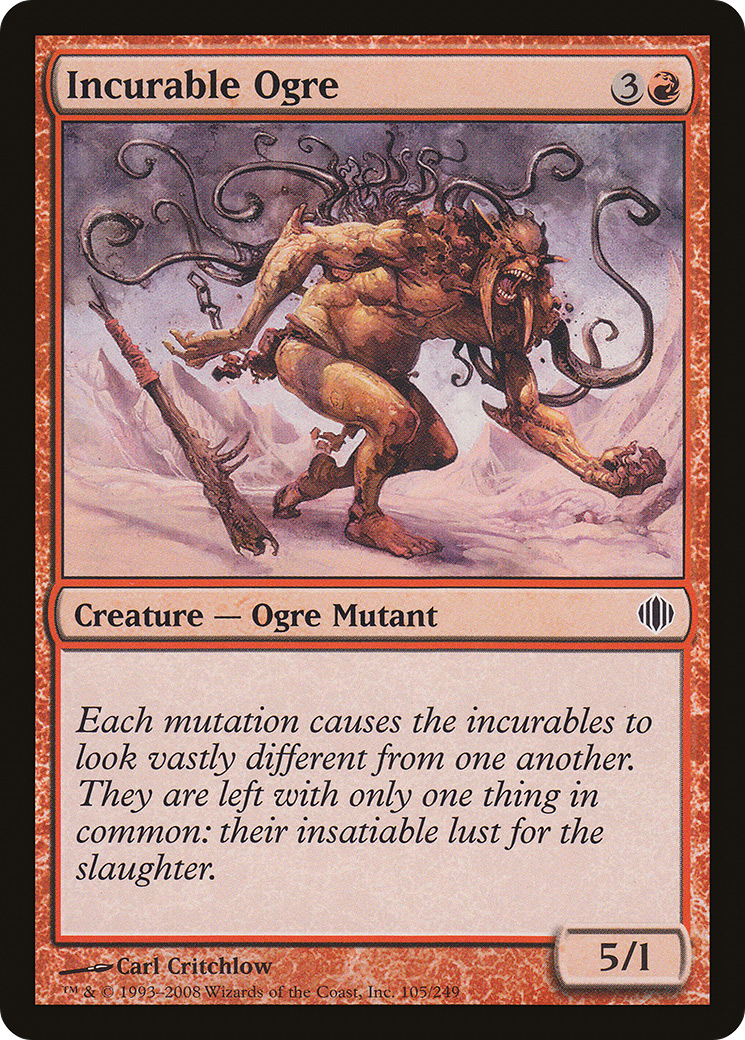 Incurable Ogre 3
Creature — Ogre Mutant
Each mutation causes the incurables to
look vastly different from one another.
They are left with only one thing in
common: their insatiable lust for the
slaughter.
5/1
Carl Critchlow
™ & © 1993–2008 Wizards of the Coast, Inc. 105/249